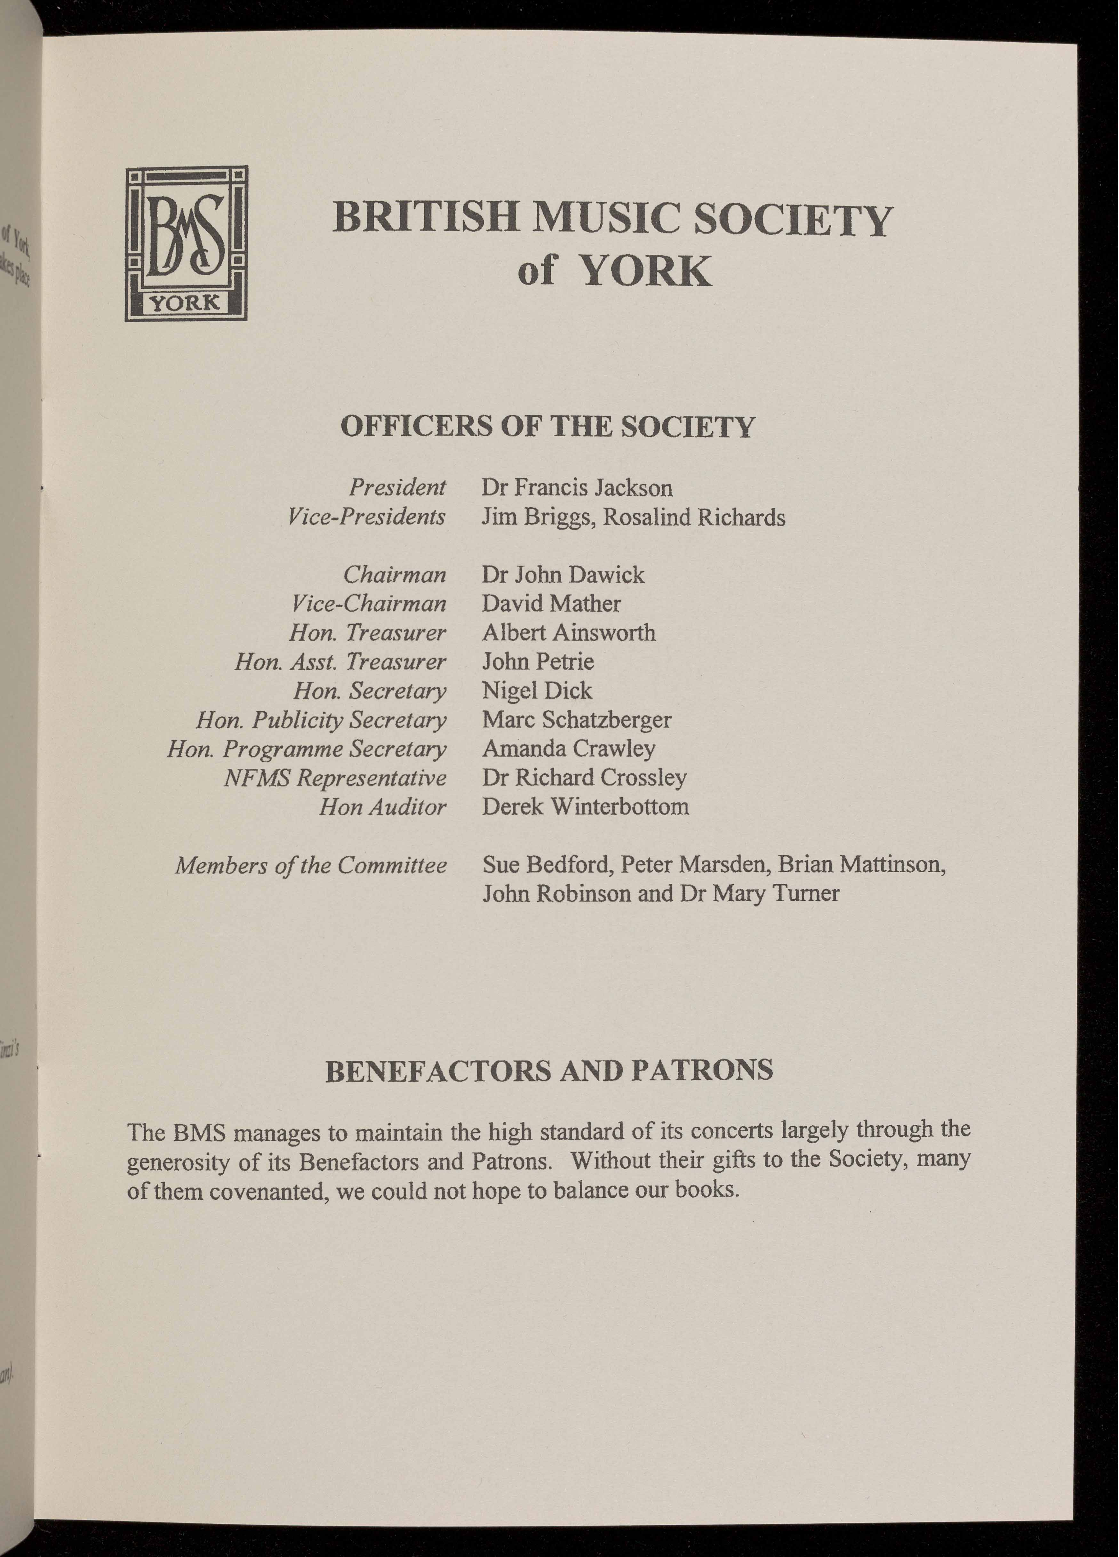 of York,
takes place
BMS
YORK
BRITISH MUSIC SOCIETY
of YORK
OFFICERS OF THE SOCIETY
President Dr Francis Jackson
Vice-Presidents Jim Briggs, Rosalind Richards
Chairman Dr John Dawick
Vice-Chairman David Mather
Hon. Treasurer Albert Ainsworth
Hon. Asst. Treasurer John Petrie
Hon. Secretary Nigel Dick
Hon. Publicity Secretary Marc Schatzberger
Hon. Programme Secretary Amanda Crawley
NFMS Representative Dr Richard Crossley
Hon Auditor Derek Winterbottom
Members of the Committee Sue Bedford, Peter Marsden, Brian Mattinson,
John Robinson and Dr Mary Turner
BENEFACTORS AND PATRONS
The BMS manages to maintain the high standard of its concerts largely through the
generosity of its Benefactors and Patrons. Without their gifts to the Society, many
of them covenanted, we could not hope to balance our books.